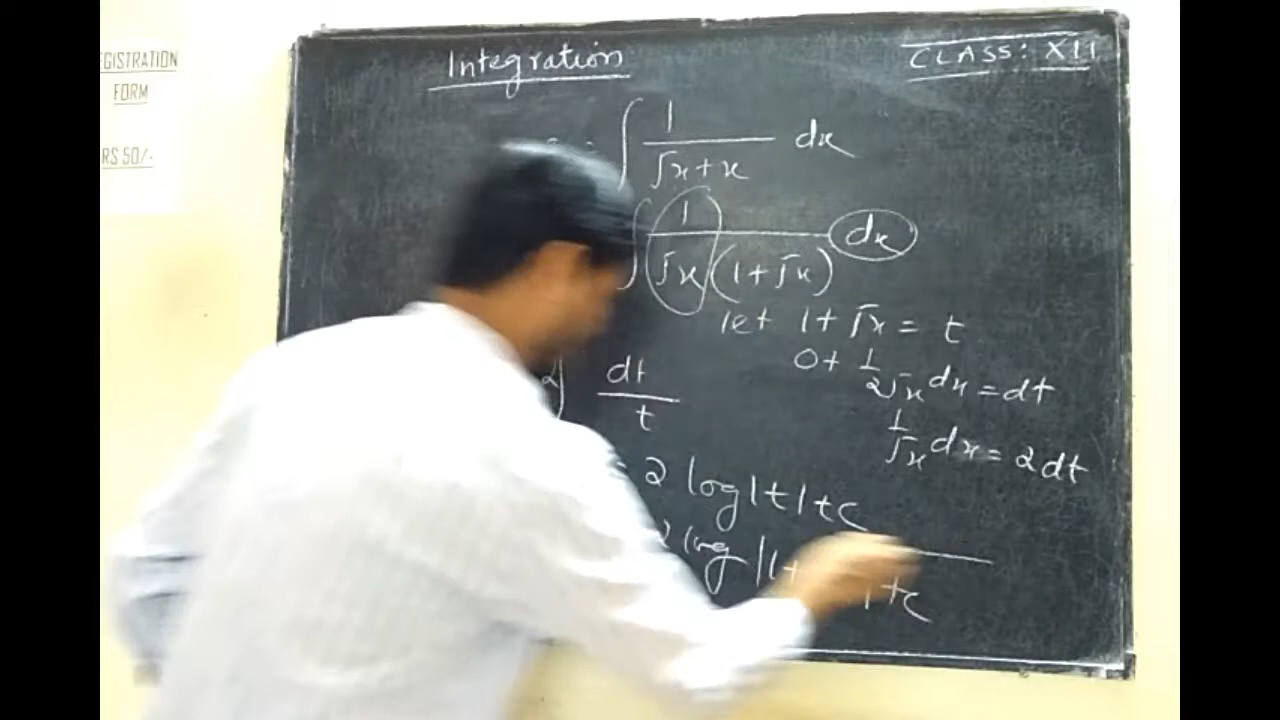 EGISTRATION
FORM
RS 50/-
Integration
CLASS: XII
∫ 1/(√x+x) dx
∫ 1/(√x(1+√x)) dx
let 1+√x = t
0+ 1/(2√x) dx = dt
1/√x dx = 2dt
2∫ dt/t
= 2 log|t|+c
2 log |1+ |+c